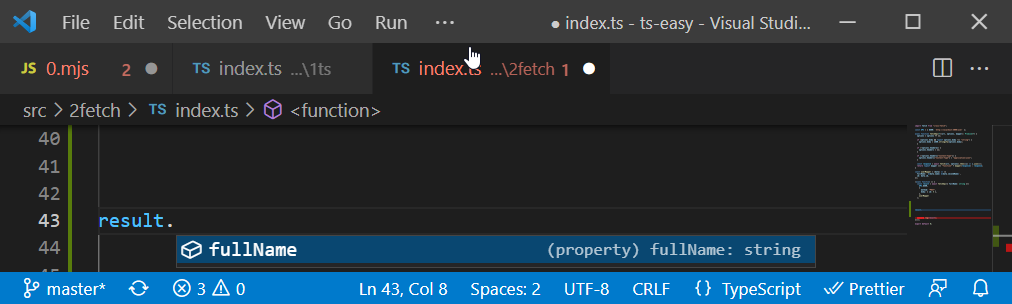 File Edit Selection View Go Run ··· ● index.ts - ts-easy - Visual Studi...
JS 0.mjs 2 ● TS index.ts ...\1ts TS index.ts ...\2fetch 1 ●
src > 2fetch > TS index.ts > <function>
40
41
42
43 result.
44 fullName (property) fullName: string
master* 3 0 Ln 43, Col 8 Spaces: 2 UTF-8 CRLF {} TypeScript Prettier